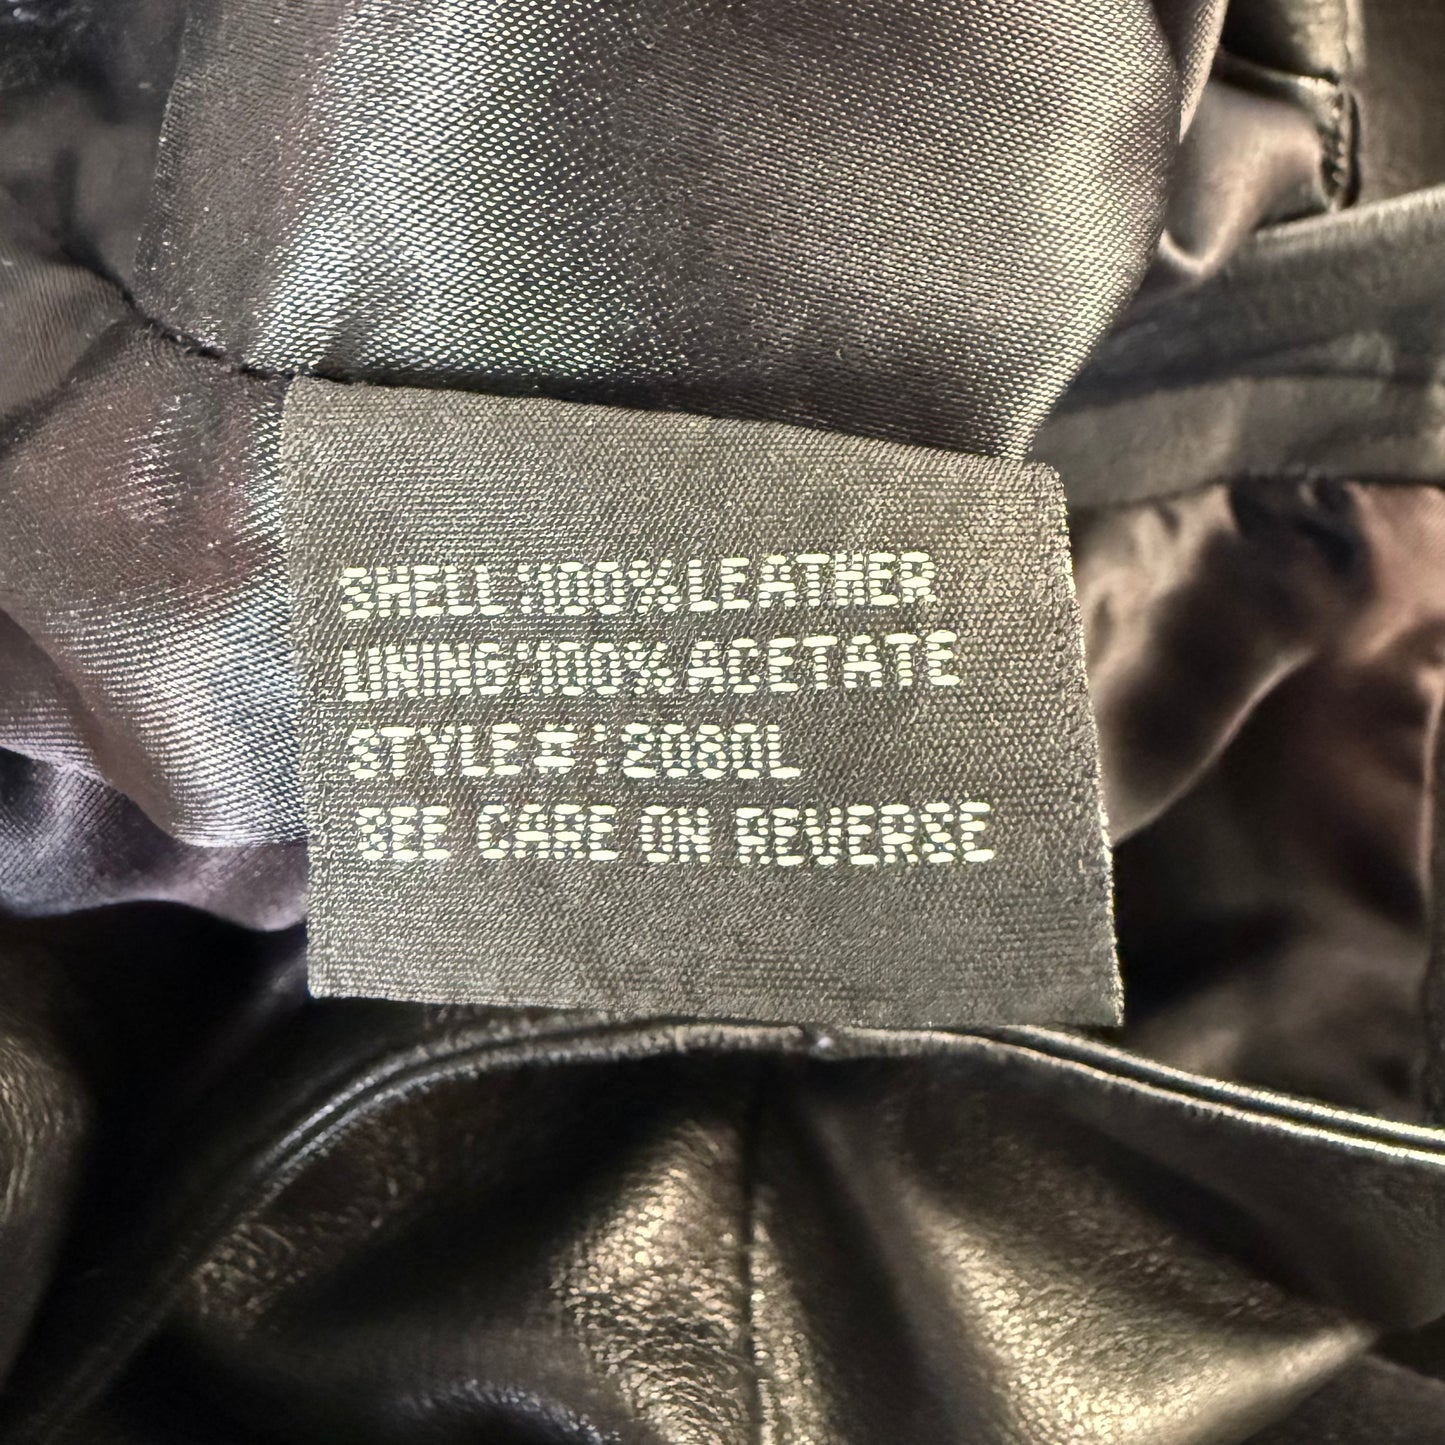 SHELL:100%LEATHER
LINING:100%ACETATE
STYLE#:2060L
SEE CARE ON REVERSE